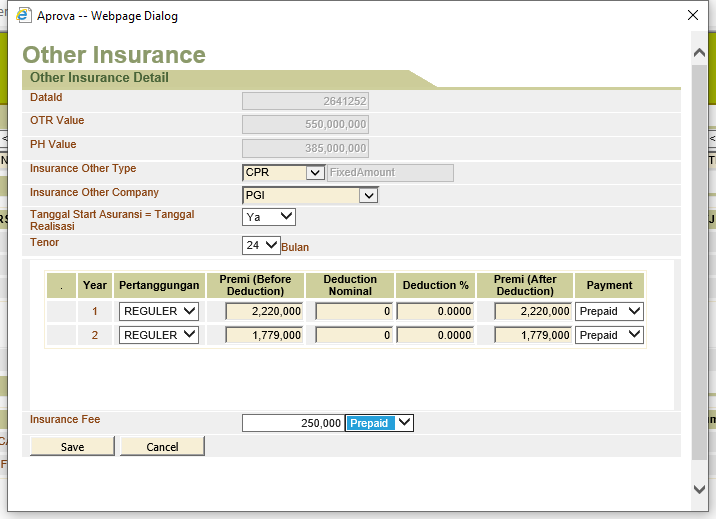 Aprova -- Webpage Dialog
Other Insurance
Other Insurance Detail
DataId 2641252
OTR Value 550,000,000
PH Value 385,000,000
Insurance Other Type CPR FixedAmount
Insurance Other Company PGI
Tanggal Start Asuransi = Tanggal
Realisasi Ya
Tenor 24 Bulan
. Year Pertanggungan Premi (Before Deduction) Deduction Nominal Deduction % Premi (After Deduction) Payment
1 REGULER 2,220,000 0 0.0000 2,220,000 Prepaid
2 REGULER 1,779,000 0 0.0000 1,779,000 Prepaid
Insurance Fee 250,000 Prepaid
Save Cancel